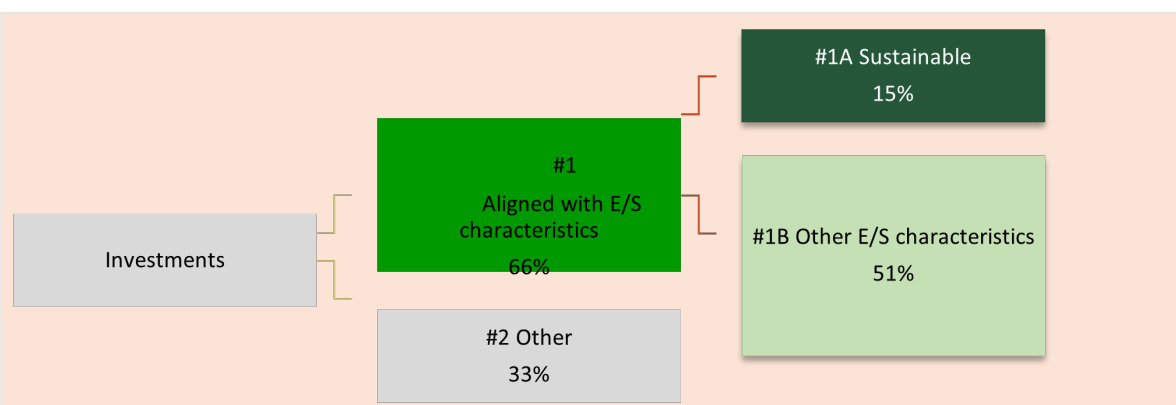 Investments
#1
Aligned with E/S
characteristics
66%
#2 Other
33%
#1A Sustainable
15%
#1B Other E/S characteristics
51%